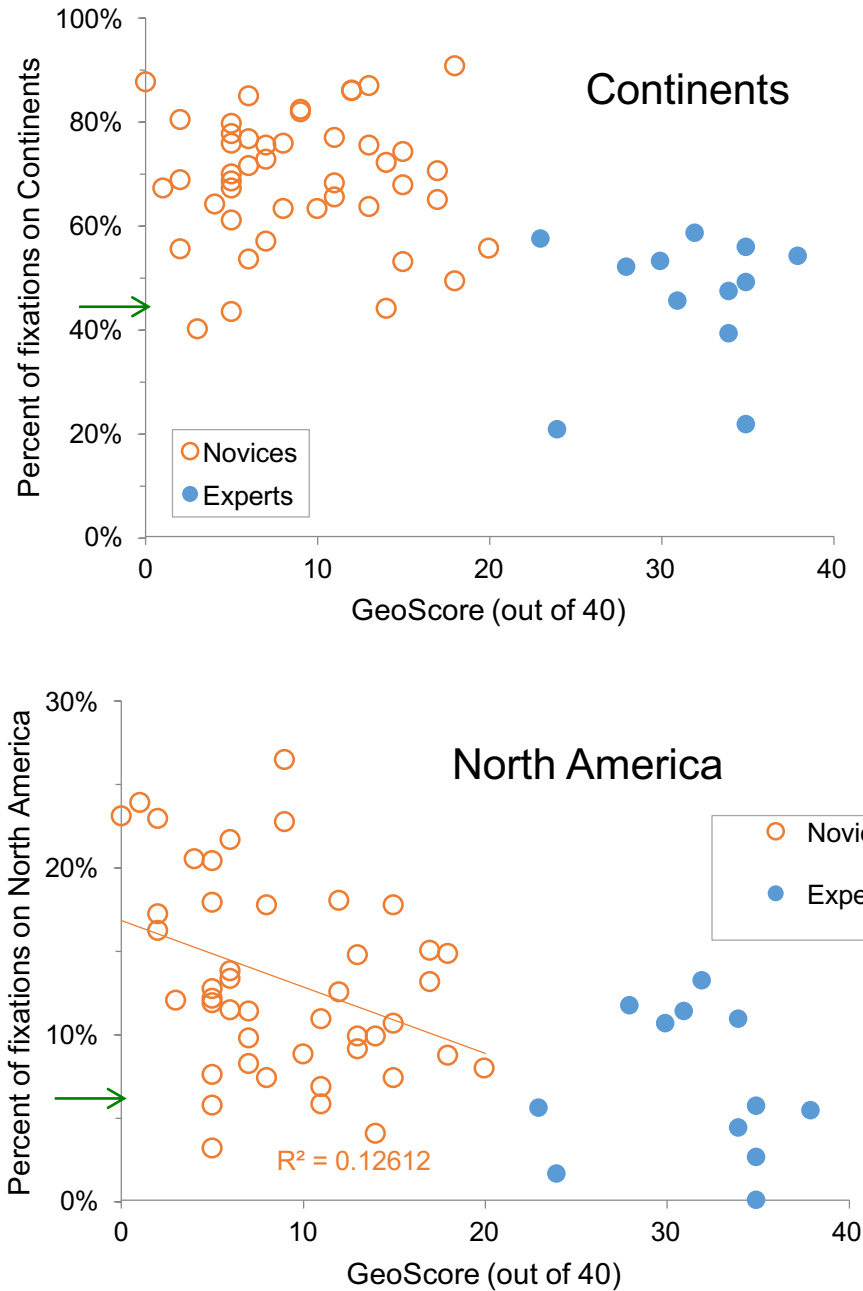 100%
Continents
80%
60%
40%
20%
0%
Percent of fixations on Continents
Novices
Experts
0 10 20 30 40
GeoScore (out of 40)
30%
North America
20%
10%
0%
Percent of fixations on North America
Novi
Expe
R² = 0.12612
0 10 20 30 40
GeoScore (out of 40)